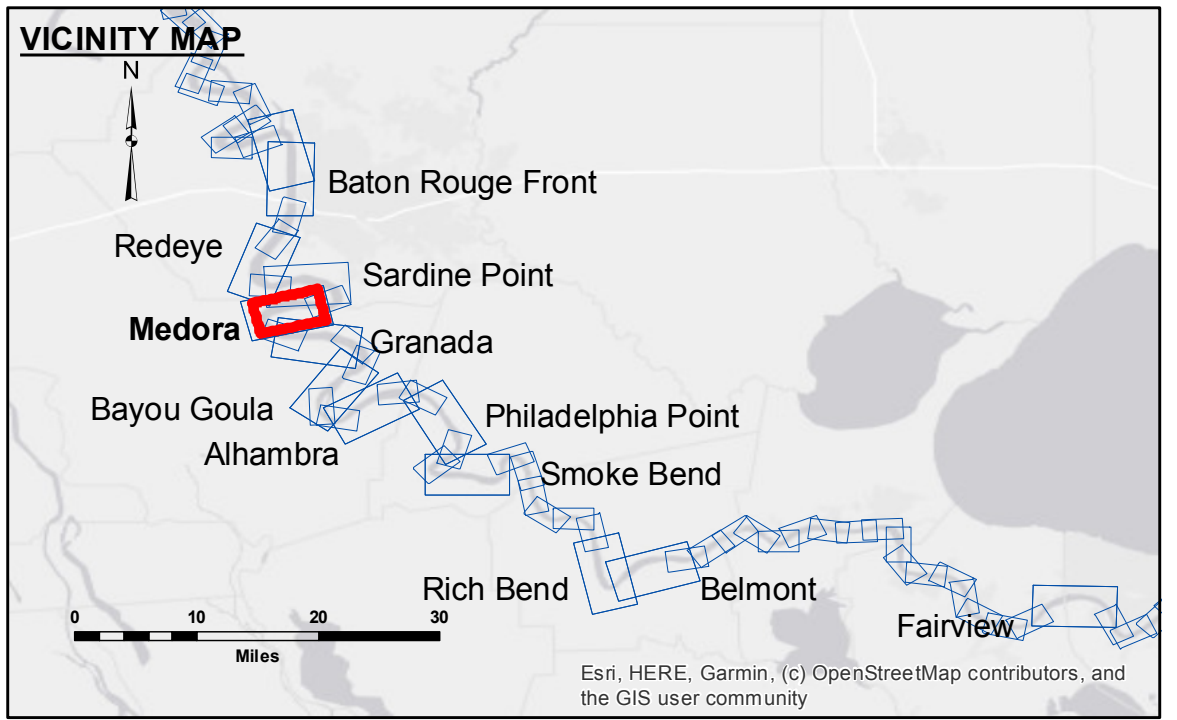 VICINITY MAP
N
Baton Rouge Front
Redeye
Sardine Point
Medora
Granada
Bayou Goula
Philadelphia Point
Alhambra
Smoke Bend
Rich Bend
Belmont
Fairview
0 10 20 30
Miles
Esri, HERE, Garmin, (c) OpenStreetMap contributors, and
the GIS user community